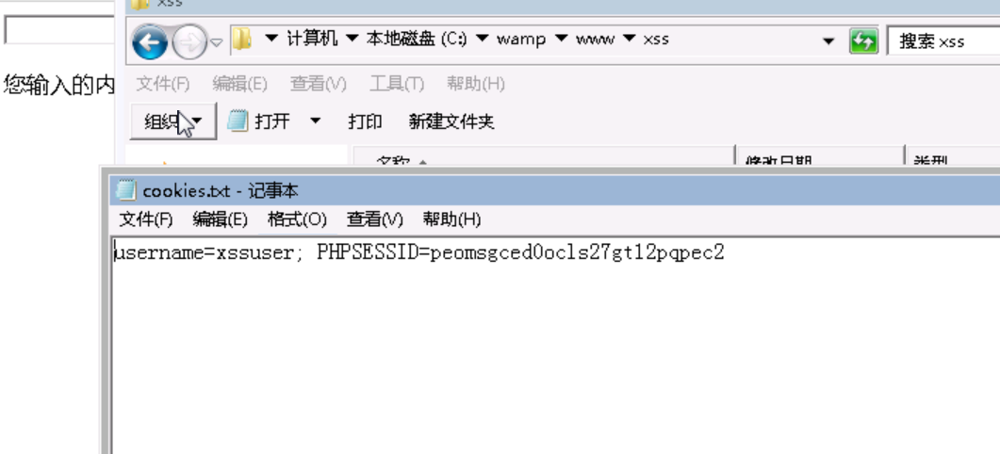 xss
计算机 本地磁盘 (C:) wamp www xss
搜索 xss
您输入的内
文件(F) 编辑(E) 查看(V) 工具(T) 帮助(H)
组织 打开 打印 新建文件夹
名称 修改日期 类型
cookies.txt - 记事本
文件(F) 编辑(E) 格式(O) 查看(V) 帮助(H)
username=xssuser; PHPSESSID=peomsgced0ocls27gt12pqpec2